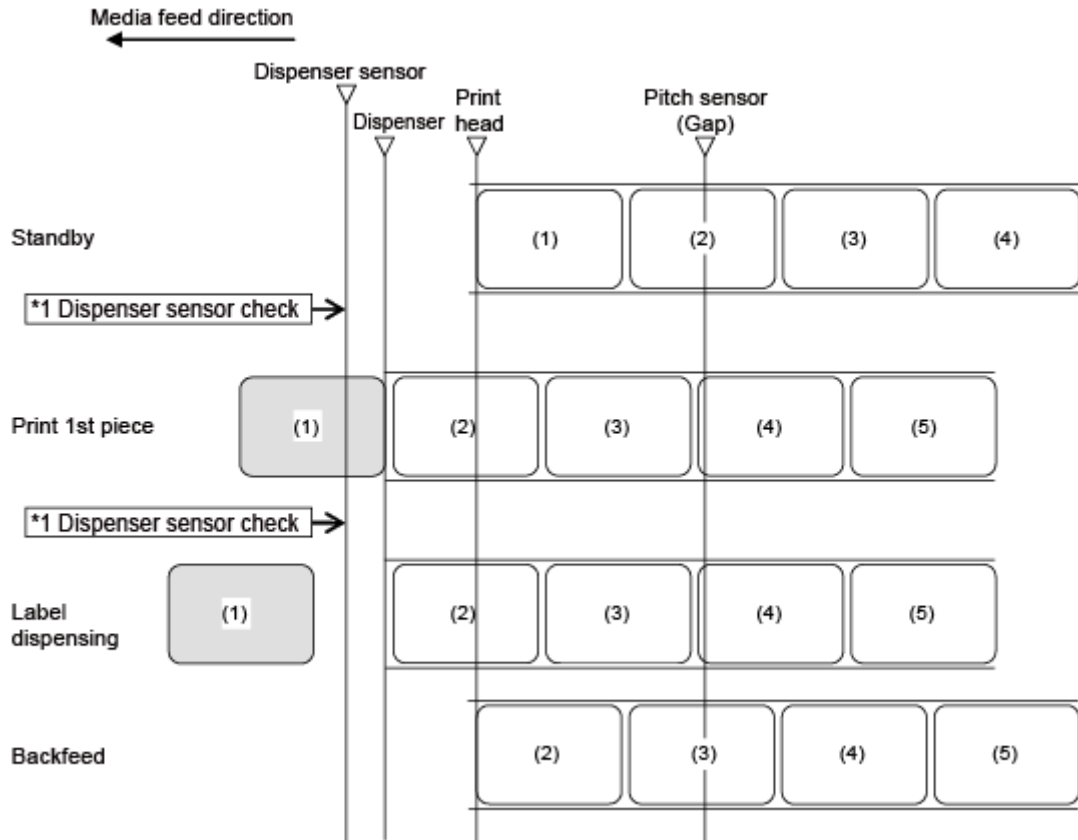 Media feed direction
Dispenser sensor
Dispenser
Print
head
Pitch sensor
(Gap)
Standby
(1)
(2)
(3)
(4)
*1 Dispenser sensor check
Print 1st piece
(1)
(2)
(3)
(4)
(5)
*1 Dispenser sensor check
Label
dispensing
(1)
(2)
(3)
(4)
(5)
Backfeed
(2)
(3)
(4)
(5)